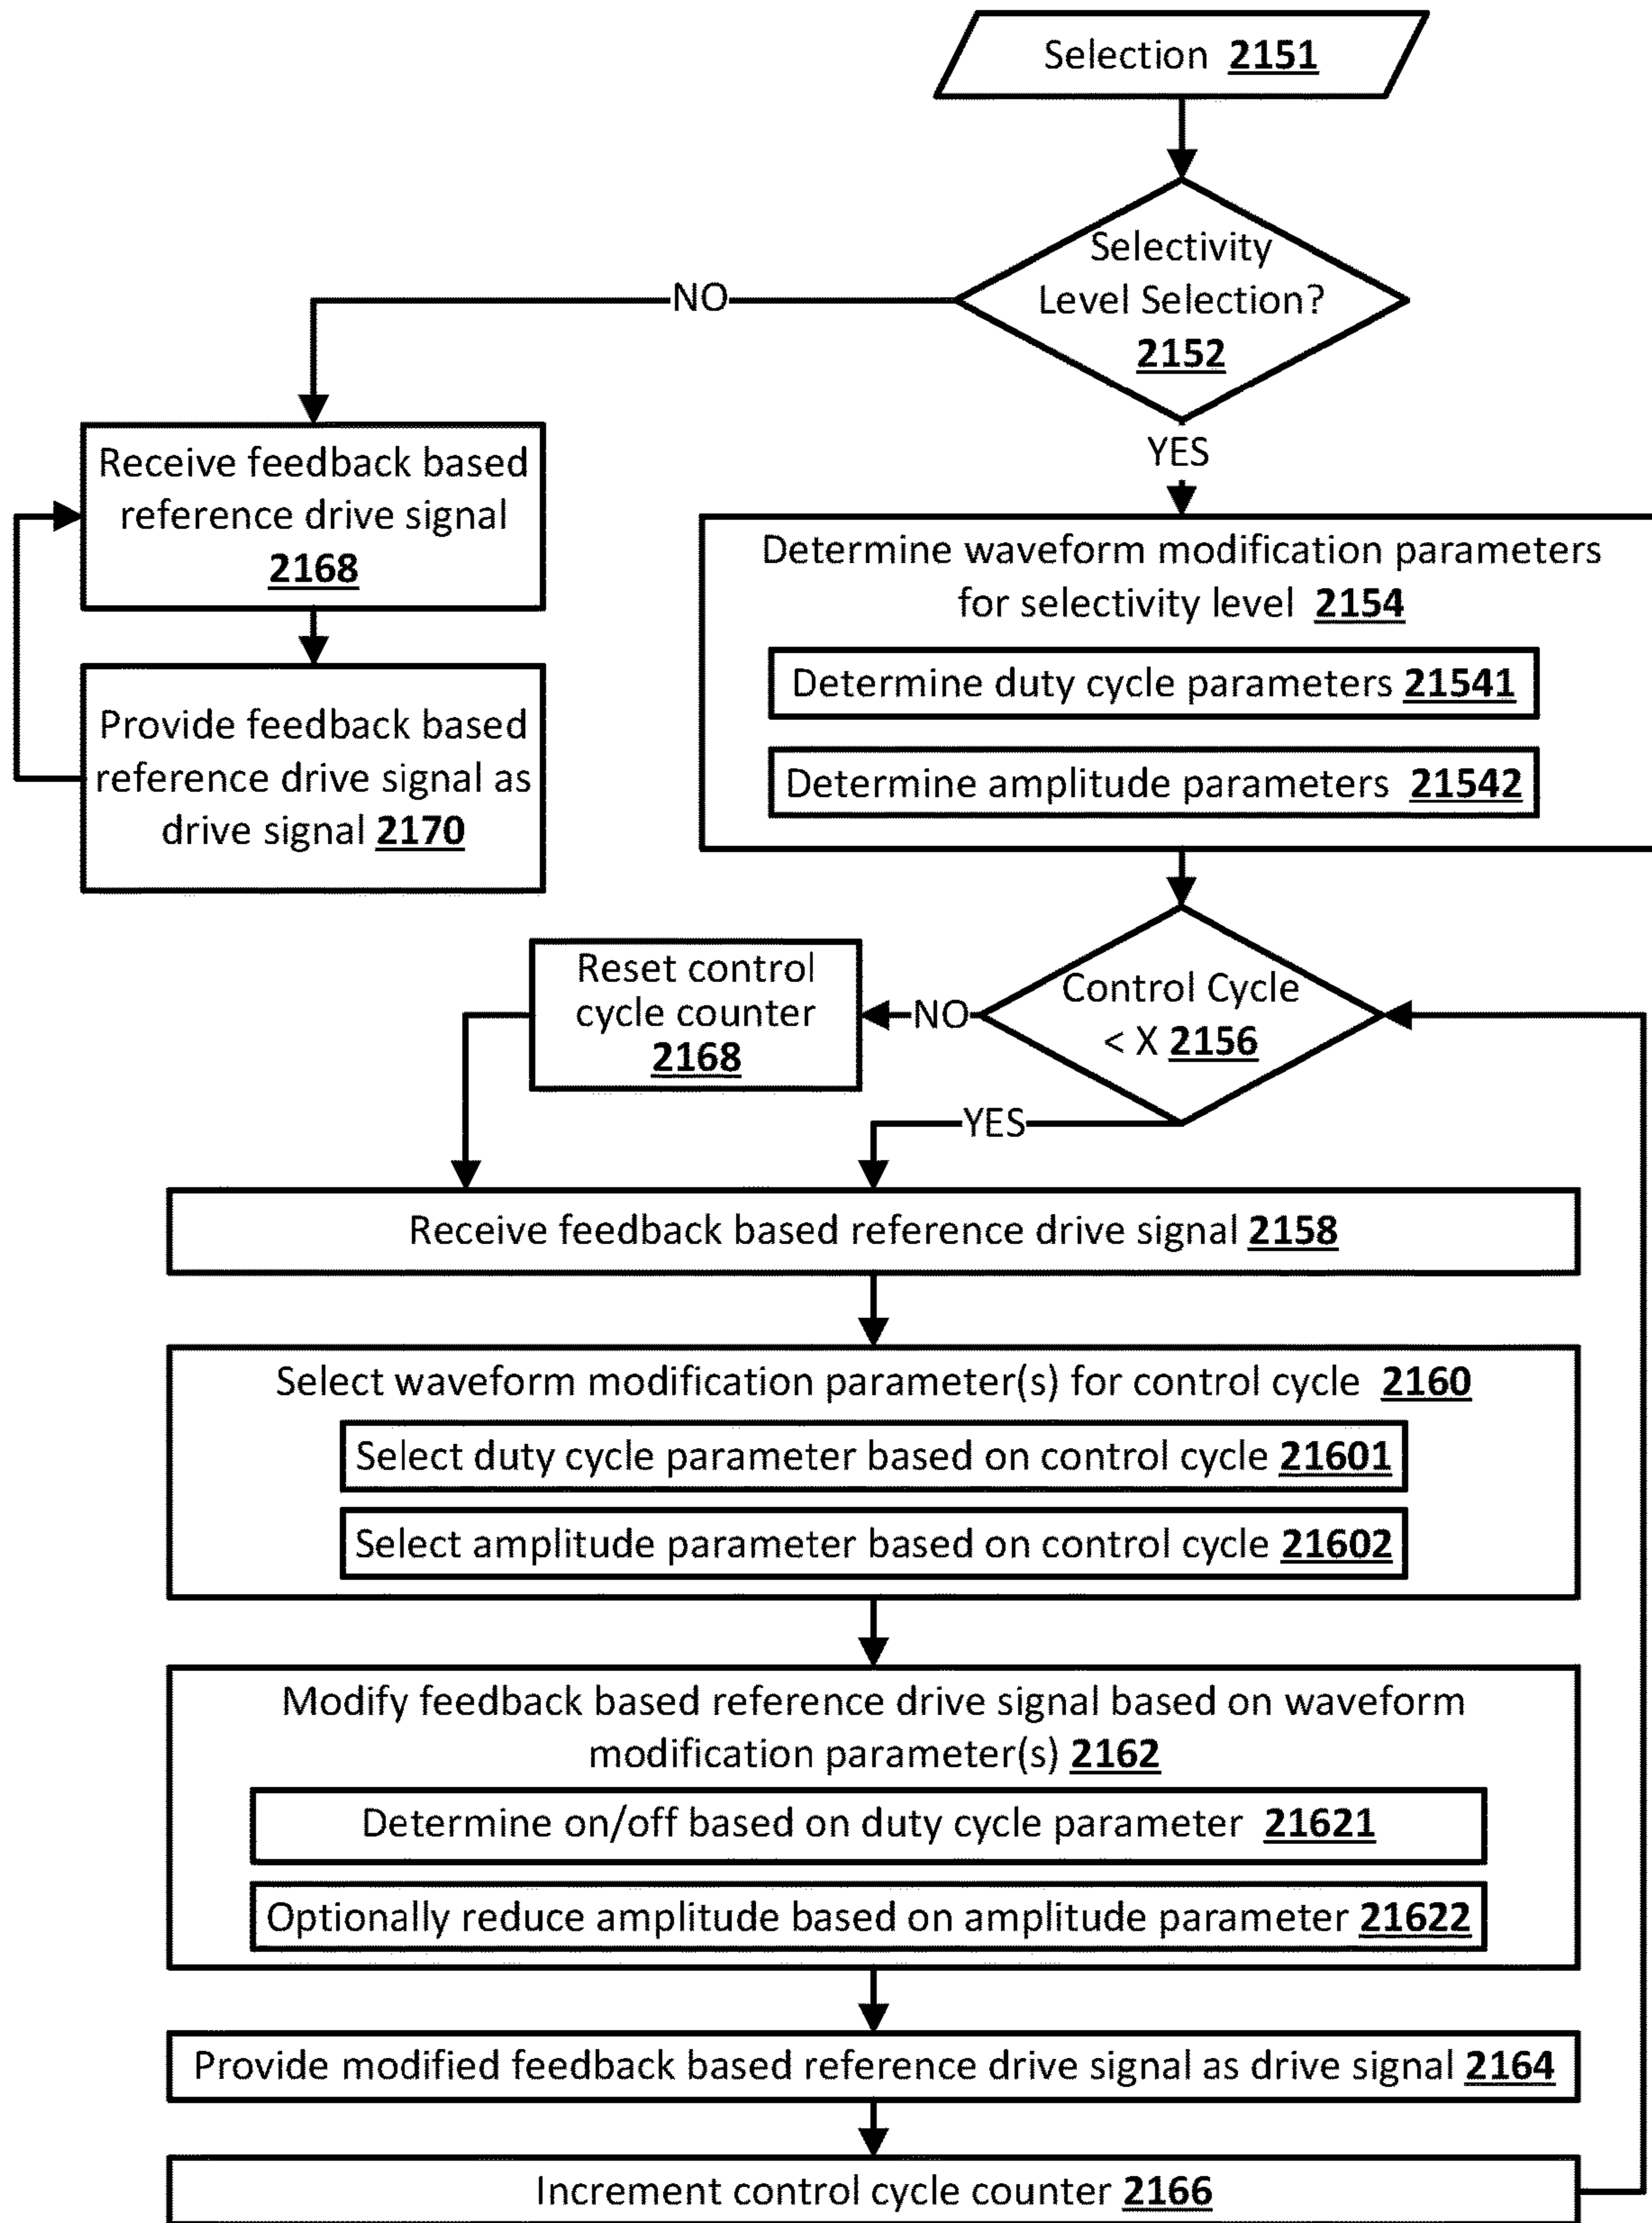 Selection 2151
Selectivity
Level Selection?
2152
NO
YES
Receive feedback based
reference drive signal
2168
Provide feedback based
reference drive signal as
drive signal 2170
Determine waveform modification parameters
for selectivity level 2154
Determine duty cycle parameters 21541
Determine amplitude parameters 21542
Control Cycle
< X 2156
NO
Reset control
cycle counter
2168
YES
Receive feedback based reference drive signal 2158
Select waveform modification parameter(s) for control cycle 2160
Select duty cycle parameter based on control cycle 21601
Select amplitude parameter based on control cycle 21602
Modify feedback based reference drive signal based on waveform
modification parameter(s) 2162
Determine on/off based on duty cycle parameter 21621
Optionally reduce amplitude based on amplitude parameter 21622
Provide modified feedback based reference drive signal as drive signal 2164
Increment control cycle counter 2166